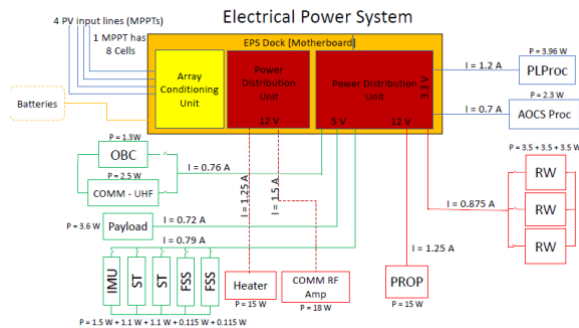 Electrical Power System
4 PV input lines (MPPTs)
1 MPPT has
8 Cells
EPS Dock [Motherboard]
Array
Conditioning
Unit
Power
Distribution
Unit
12 V
Power Distribution
Unit
3.3 V
5 V
12 V
Batteries
I = 1.2 A
P = 3.96 W
PLProc
I = 0.7 A
P = 2.3 W
AOCS Proc
P = 1.3W
OBC
P = 2.5 W
COMM - UHF
I = 0.76 A
P = 3.6 W
Payload
I = 0.72 A
I = 0.79 A
IMU
ST
ST
FSS
FSS
P = 1.5 W + 1.1 W + 1.1 W + 0.115 W + 0.115 W
I = 1.25 A
I = 1.5 A
Heater
P = 15 W
COMM RF
Amp
P = 18 W
I = 1.25 A
PROP
P = 15 W
I = 0.875 A
P = 3.5 + 3.5 + 3.5 W
RW
RW
RW